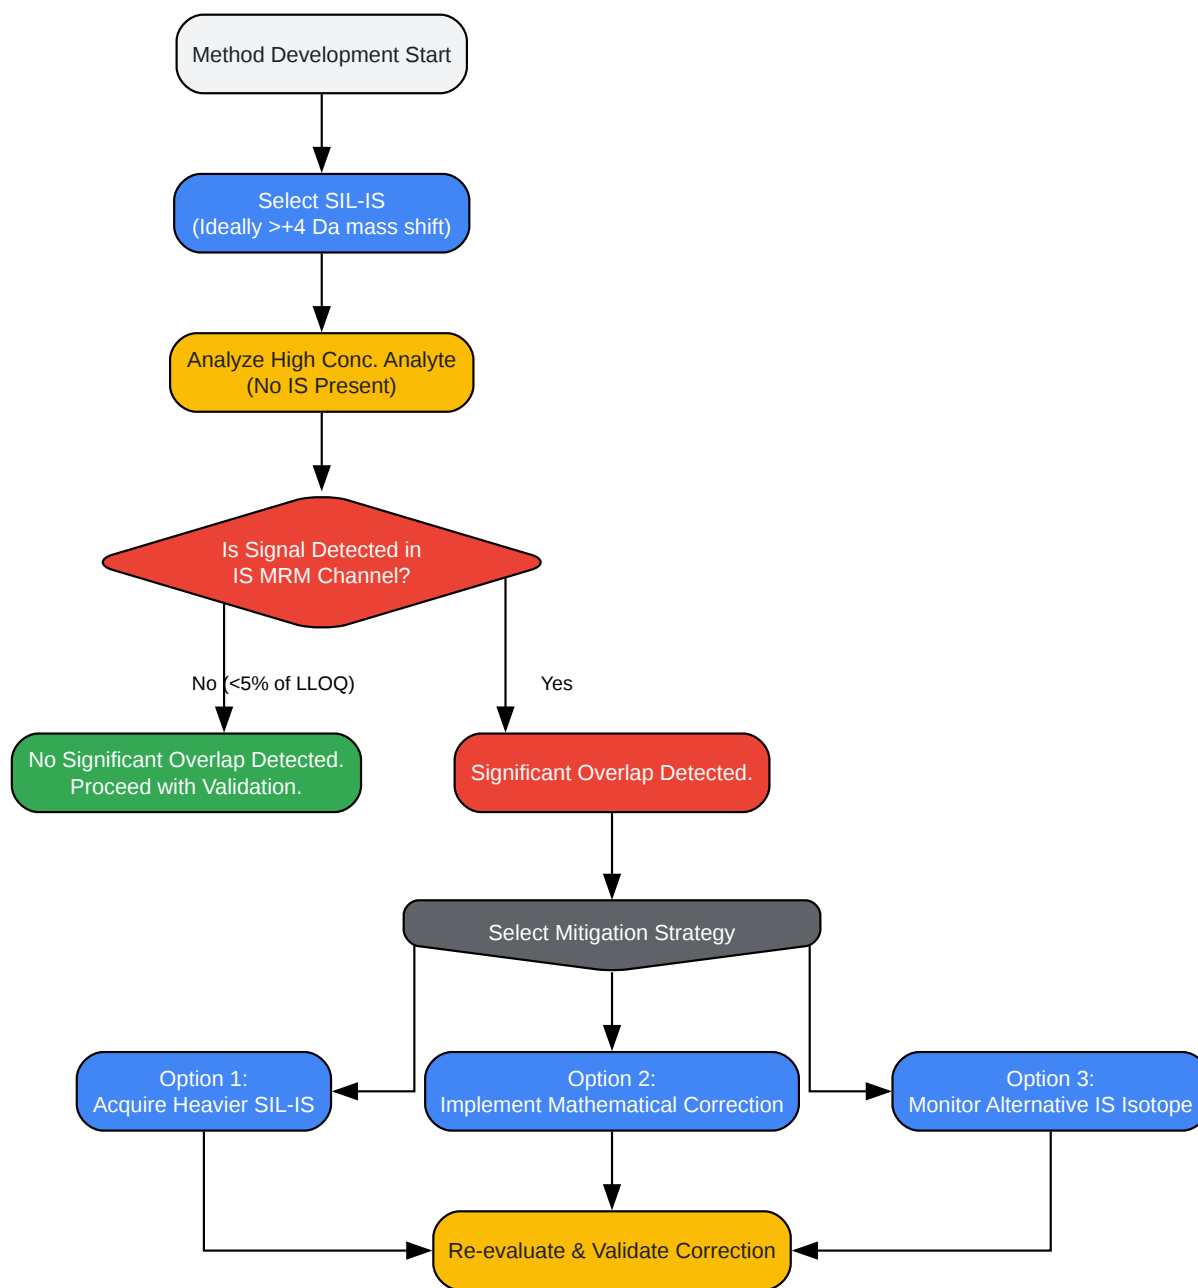 Method Development Start
Select SIL-IS
(Ideally >+4 Da mass shift)
Analyze High Conc. Analyte
(No IS Present)
Is Signal Detected in
IS MRM Channel?
No (<5% of LLOQ)
Yes
No Significant Overlap Detected.
Proceed with Validation.
Significant Overlap Detected.
Select Mitigation Strategy
Option 1:
Acquire Heavier SIL-IS
Option 2:
Implement Mathematical Correction
Option 3:
Monitor Alternative IS Isotope
Re-evaluate & Validate Correction